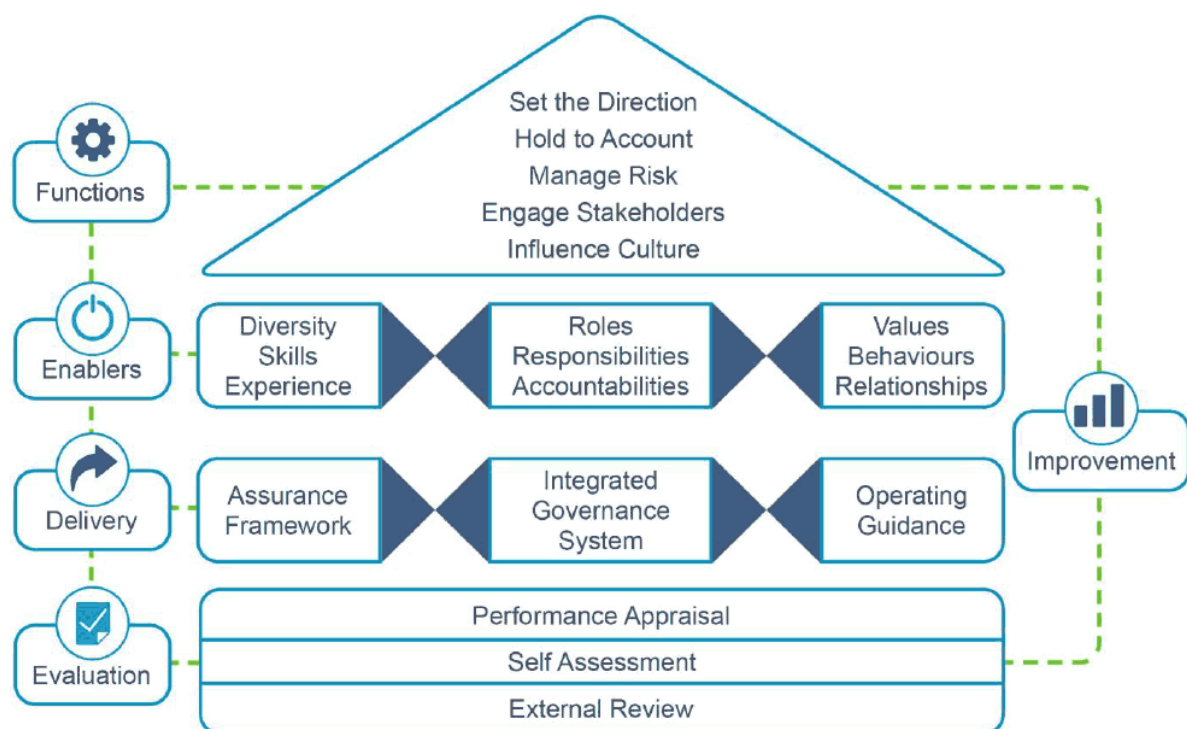 Set the Direction
Hold to Account
Manage Risk
Engage Stakeholders
Influence Culture
Functions
Enablers
Diversity
Skills
Experience
Roles
Responsibilities
Accountabilities
Values
Behaviours
Relationships
Delivery
Assurance
Framework
Integrated
Governance
System
Operating
Guidance
Improvement
Evaluation
Performance Appraisal
Self Assessment
External Review